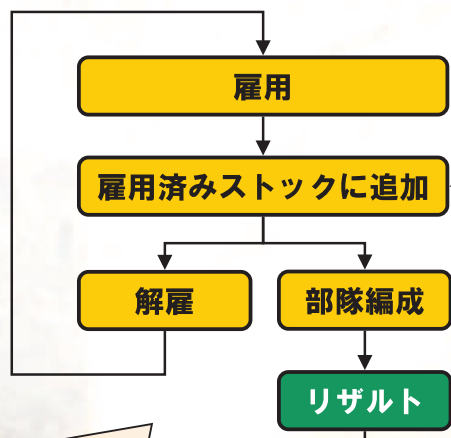 雇用
雇用済みストックに追加
解雇
部隊編成
リザルト